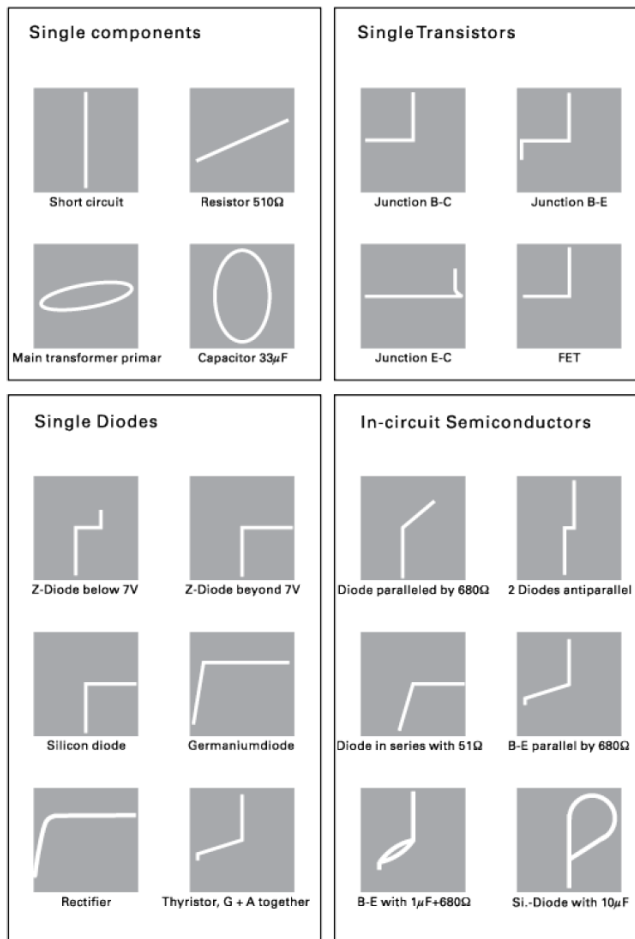 Single components
Short circuit
Resistor 510Ω
Main transformer primar
Capacitor 33µF
Single Transistors
Junction B-C
Junction B-E
Junction E-C
FET
Single Diodes
Z-Diode below 7V
Z-Diode beyond 7V
Silicon diode
Germaniumdiode
Rectifier
Thyristor, G + A together
In-circuit Semiconductors
Diode paralleled by 680Ω
2 Diodes antiparallel
Diode in series with 51Ω
B-E parallel by 680Ω
B-E with 1µF+680Ω
Si.-Diode with 10µF